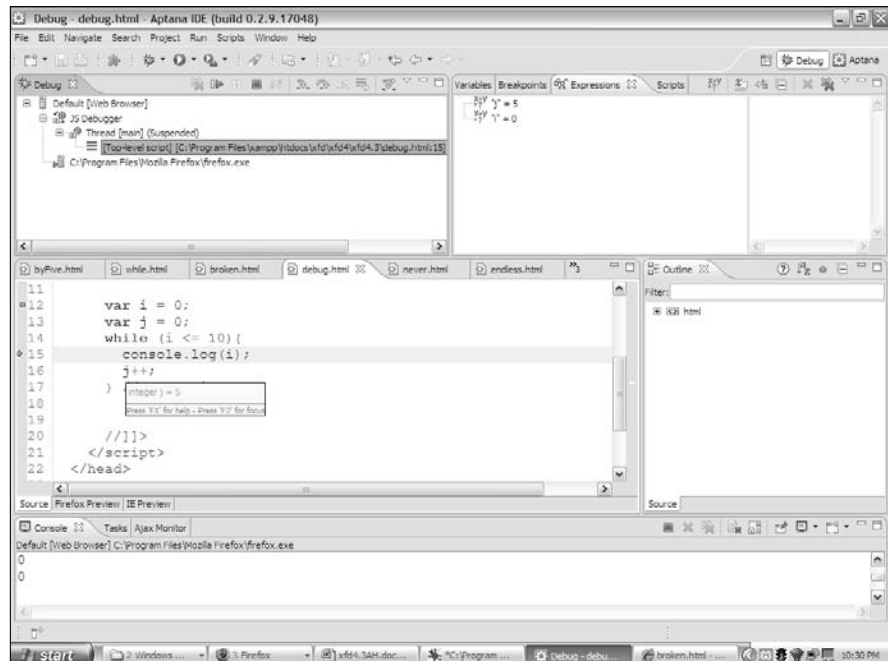 Debug - debug.html - Aptana IDE (build 0.2.9.17048)
File Edit Navigate Search Project Run Scripts Window Help
Debug Aptana
Debug
Default [Web Browser]
JS Debugger
Thread [main] (Suspended)
[Top-level script] [C:\Program Files\xampp\htdocs\xfd\xfd4\xfd4.3\debug.html:15]
C:\Program Files\Mozilla Firefox\firefox.exe
Variables Breakpoints Expressions Scripts
"j" = 5
"i" = 0
byFive.html while.html broken.html debug.html never.html endless.html »3
11
12 var i = 0;
13 var j = 0;
14 while (i <= 10){
15 console.log(i);
16 j++;
17 }
integer j = 5
Press 'F1' for help - Press 'F2' for focus
18
19
20 //]]>
21 </script>
22 </head>
Source Firefox Preview IE Preview
Outline
Filter:
html
Source
Console Tasks Ajax Monitor
Default [Web Browser] C:\Program Files\Mozilla Firefox\firefox.exe
0
0
start 2 Windows ... 3 Firefox xfd4.3AH.doc... "C:\Program ... Debug - debu... broken.html - ... 10:30 PM